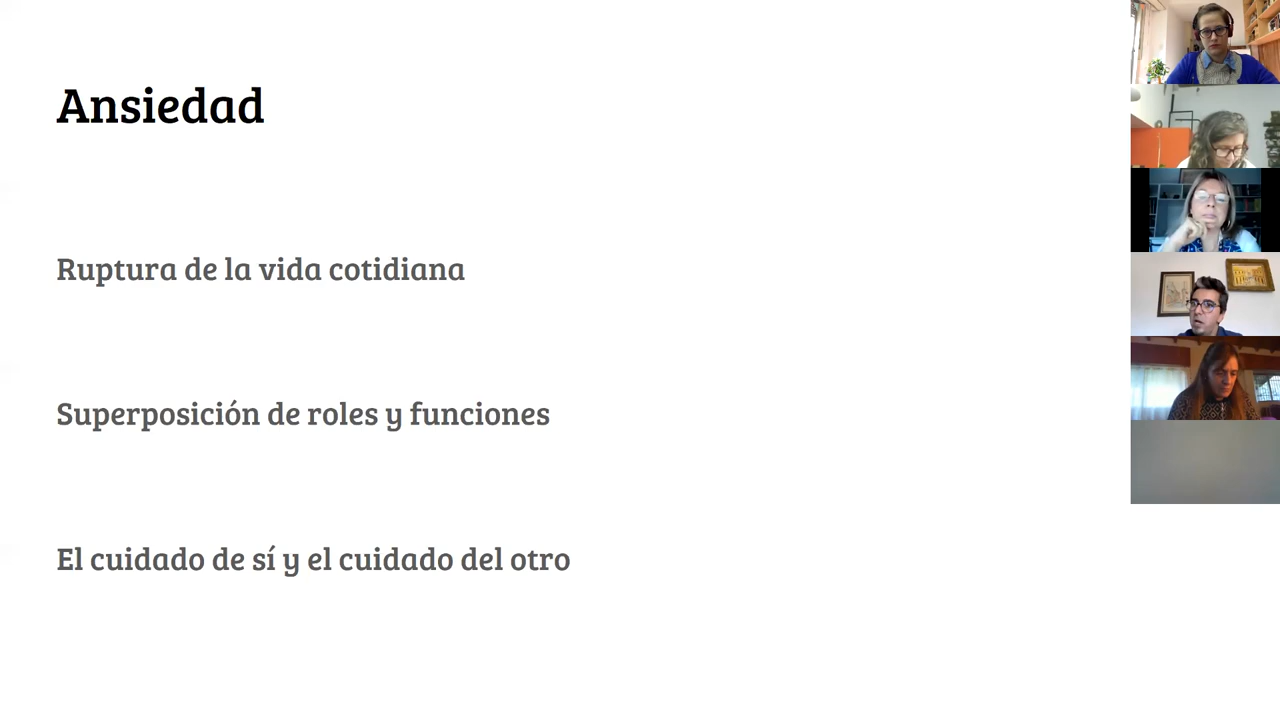 Ansiedad
Ruptura de la vida cotidiana
Superposición de roles y funciones
El cuidado de sí y el cuidado del otro